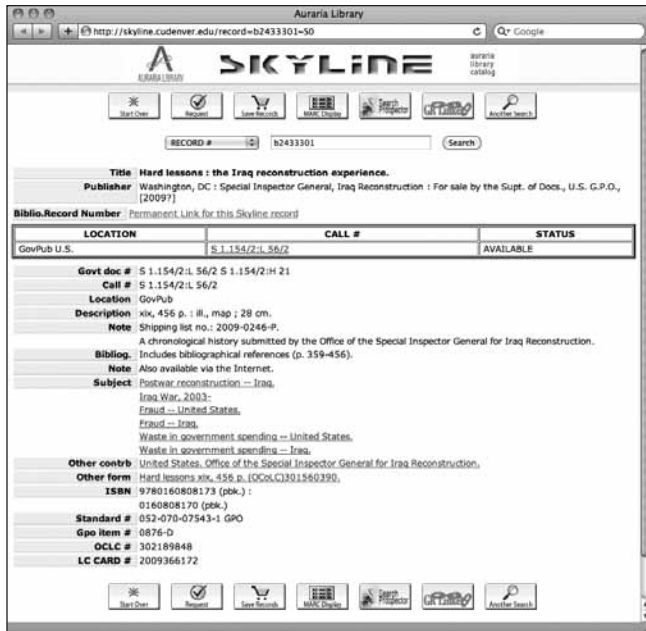 Auraria Library
http://skyline.cudenver.edu/record=b2433301~S0
Google
AURARIA LIBRARY
SKYLINE
auraria
library
catalog
Start Over Request Save Records MARC Display Search Prospector Another Search
RECORD # b2433301 Search
Title Hard lessons : the Iraq reconstruction experience.
Publisher Washington, DC : Special Inspector General, Iraq Reconstruction : For sale by the Supt. of Docs., U.S. G.P.O.,
[2009?]
Biblio.Record Number Permanent Link for this Skyline record
LOCATION CALL # STATUS
GovPub U.S. S 1.154/2:L 56/2 AVAILABLE
Govt doc # S 1.154/2:L 56/2 S 1.154/2:H 21
Call # S 1.154/2:L 56/2
Location GovPub
Description xix, 456 p. : ill., map ; 28 cm.
Note Shipping list no.: 2009-0246-P.
A chronological history submitted by the Office of the Special Inspector General for Iraq Reconstruction.
Bibliog. Includes bibliographical references (p. 359-456).
Note Also available via the Internet.
Subject Postwar reconstruction -- Iraq.
Iraq War, 2003-
Fraud -- United States.
Fraud -- Iraq.
Waste in government spending -- United States.
Waste in government spending -- Iraq.
Other contrb United States. Office of the Special Inspector General for Iraq Reconstruction.
Other form Hard lessons xix, 456 p. (OCoLC)301560390.
ISBN 9780160808173 (pbk.) :
0160808170 (pbk.)
Standard # 052-070-07543-1 GPO
Gpo item # 0876-D
OCLC # 302189848
LC CARD # 2009366172
Start Over Request Save Records MARC Display Search Prospector Another Search